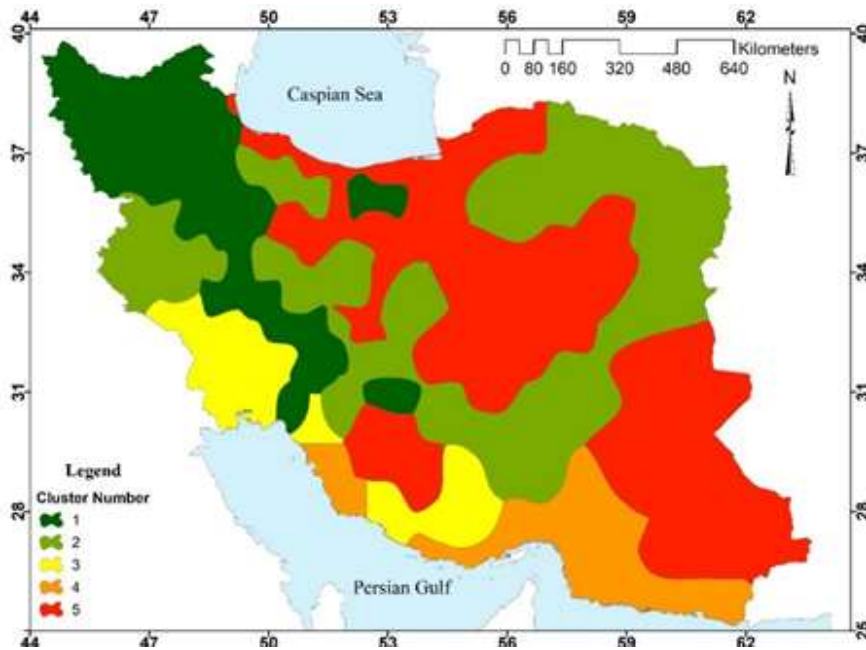 44 47 50 53 56 59 62
40 40
Kilometers
0 80 160 320 480 640
N
Caspian Sea
37 37
34 34
31 31
Legend
Cluster Number
1
2
3
4
5
28 28
Persian Gulf
25 25
44 47 50 53 56 59 62